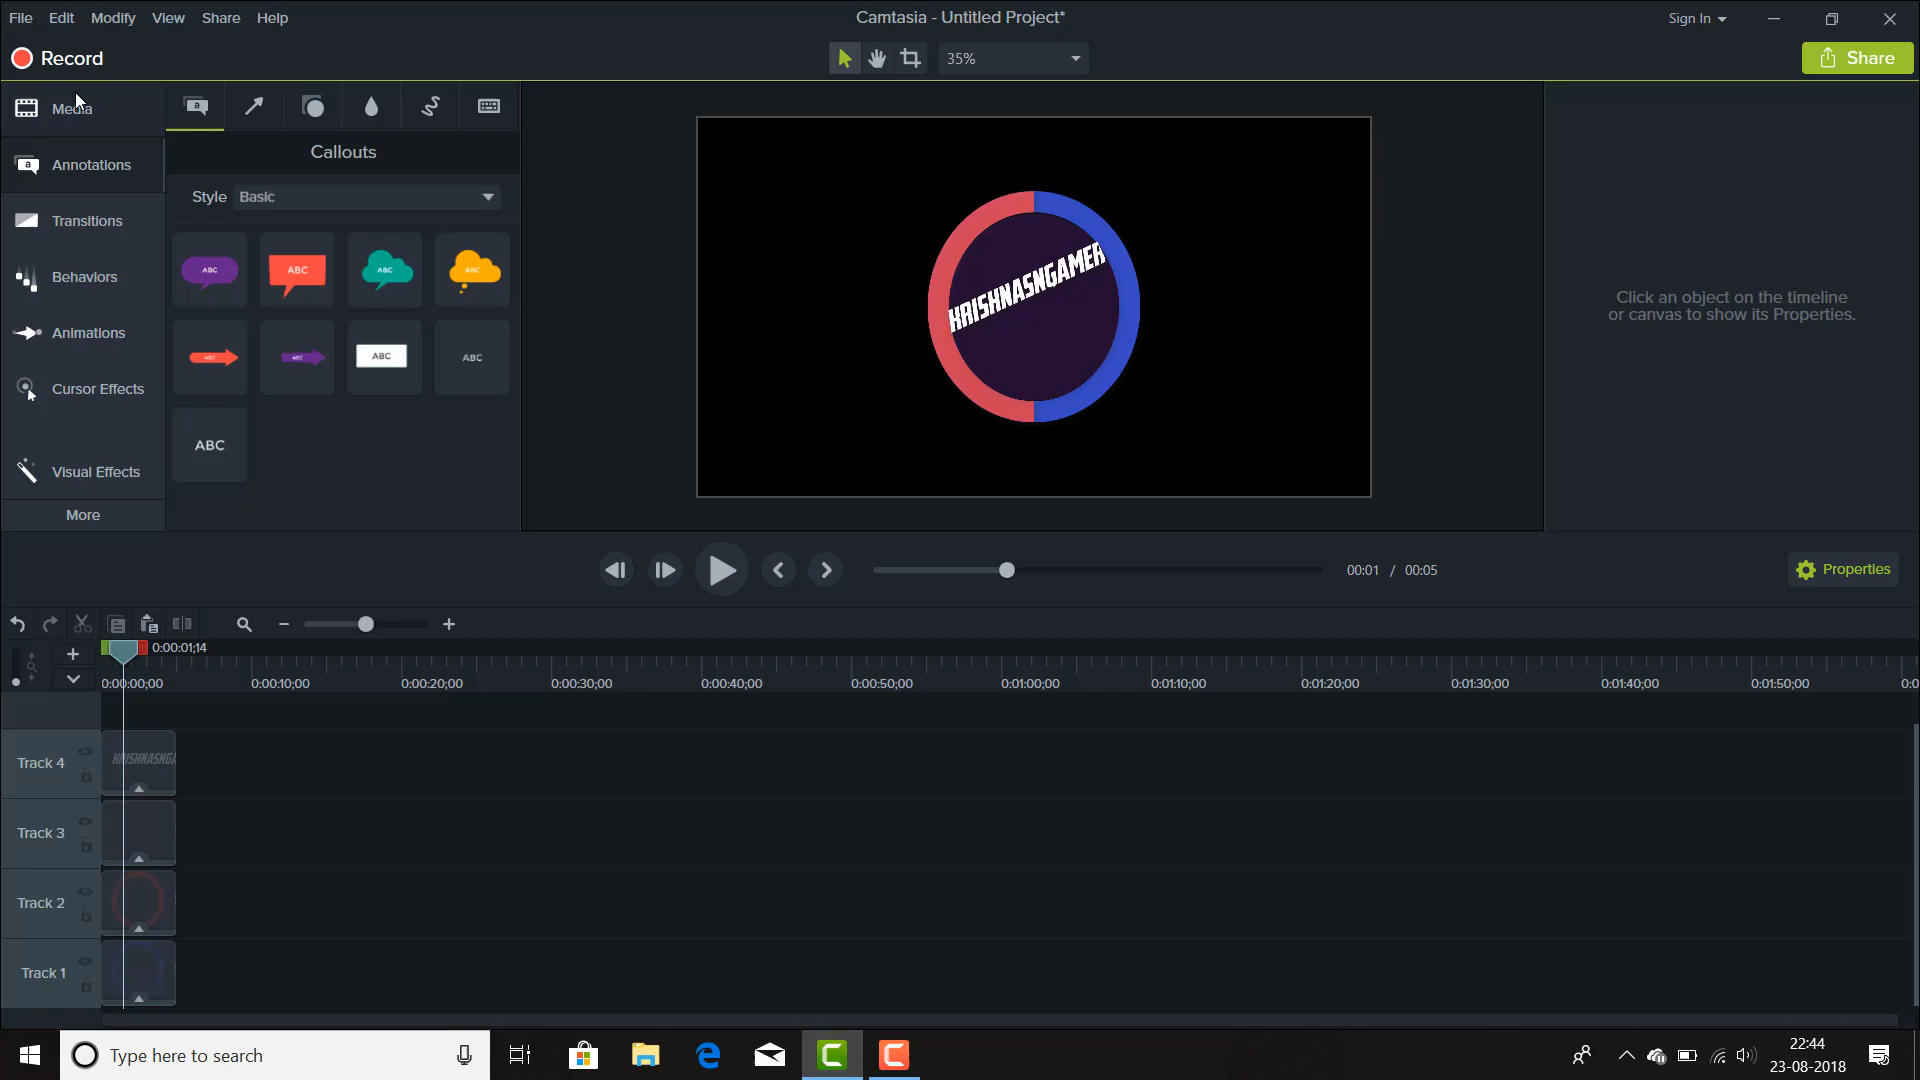 File Edit Modify View Share Help
Camtasia - Untitled Project*
Sign In
Record
35%
Share
Media
Annotations
Transitions
Behaviors
Animations
Cursor Effects
Visual Effects
More
a
Callouts
Style Basic
ABC ABC ABC ABC
ABC ABC ABC ABC
ABC
KRISHNASNGAMER
Click an object on the timeline
or canvas to show its Properties.
00:01 / 00:05
Properties
0:00:01;14
0:00:00;00 0:00:10;00 0:00:20;00 0:00:30;00 0:00:40;00 0:00:50;00 0:01:00;00 0:01:10;00 0:01:20;00 0:01:30;00 0:01:40;00 0:01:50;00 0:0
Track 4
KRISHNASNGA
Track 3
Track 2
Track 1
Type here to search
22:44
23-08-2018